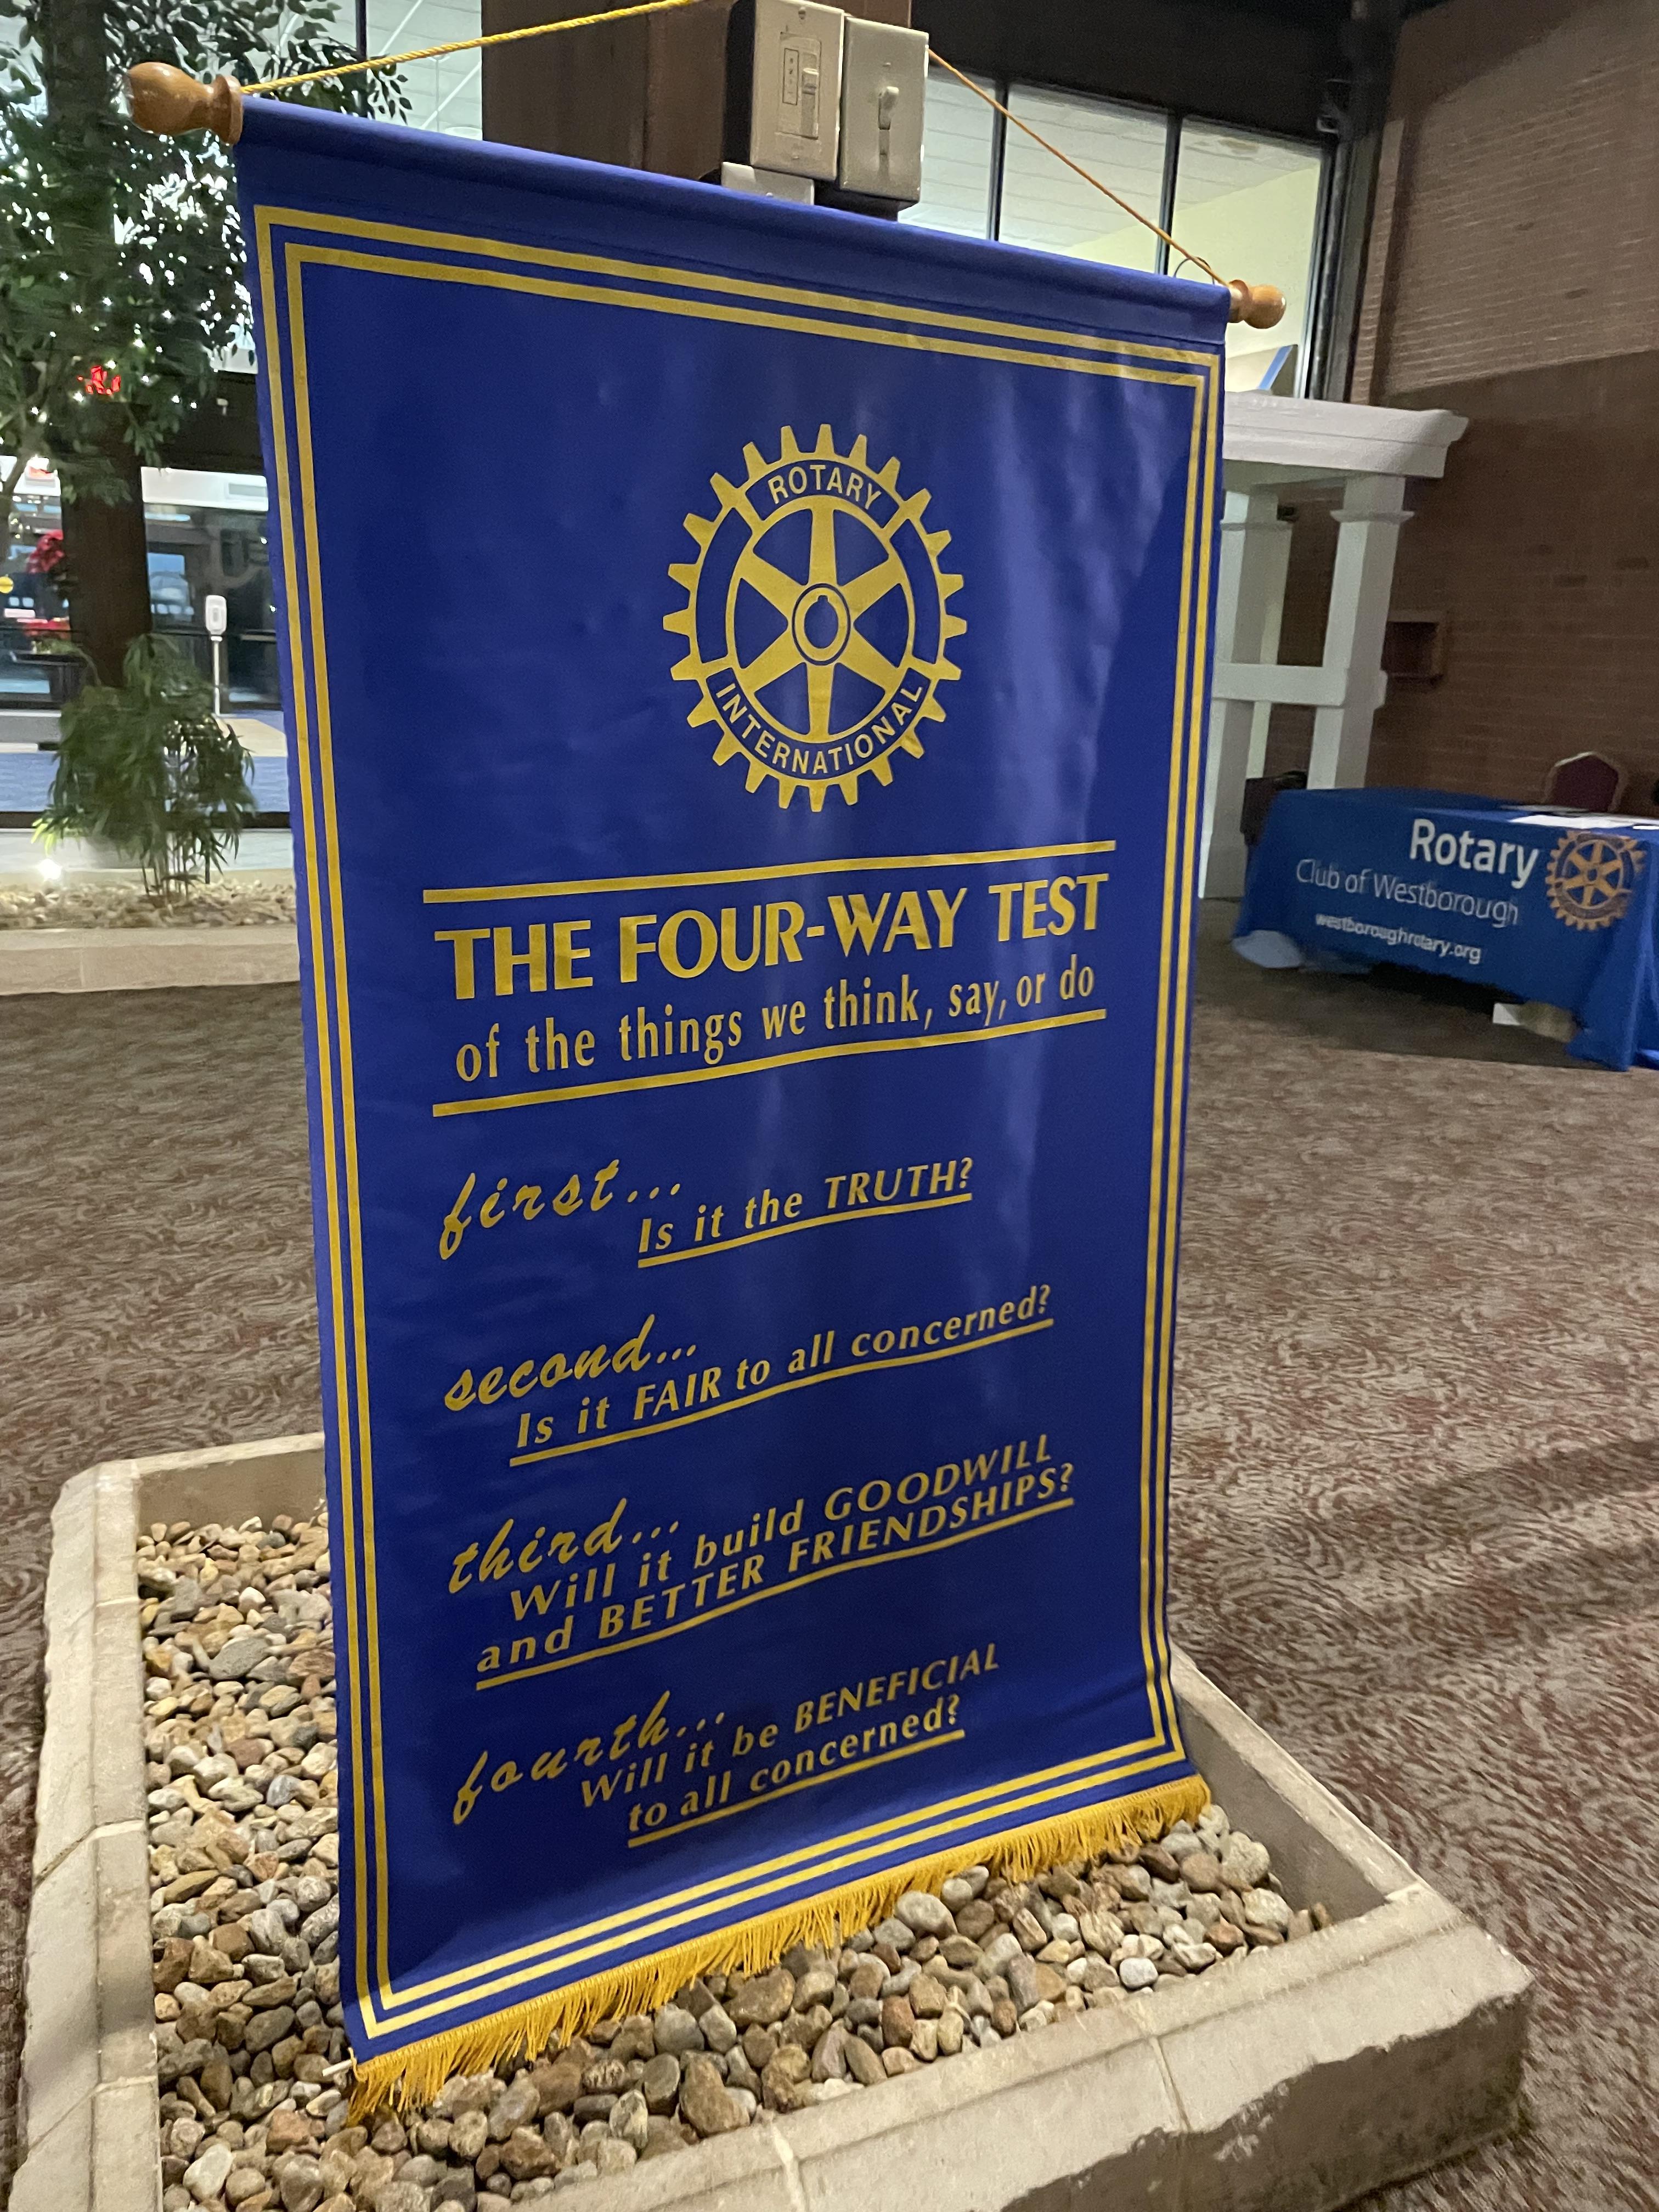 ROTARY
INTERNATIONAL
THE FOUR-WAY TEST
of the things we think, say, or do
first...
Is it the TRUTH?
second...
Is it FAIR to all concerned?
third...
Will it build GOODWILL
and BETTER FRIENDSHIPS?
fourth...
Will it be BENEFICIAL
to all concerned?
Rotary
Club of Westborough
westboroughrotary.org